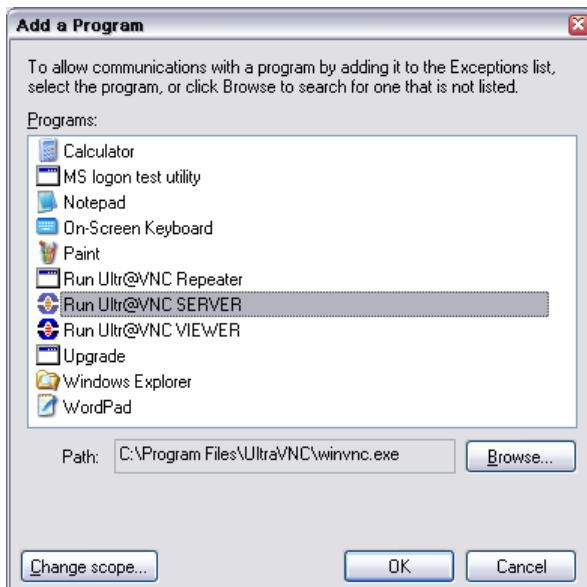 Add a Program
To allow communications with a program by adding it to the Exceptions list,
select the program, or click Browse to search for one that is not listed.
Programs:
Calculator
MS logon test utility
Notepad
On-Screen Keyboard
Paint
Run Ultr@VNC Repeater
Run Ultr@VNC SERVER
Run Ultr@VNC VIEWER
Upgrade
Windows Explorer
WordPad
Path: C:\Program Files\UltraVNC\winvnc.exe Browse...
Change scope... OK Cancel